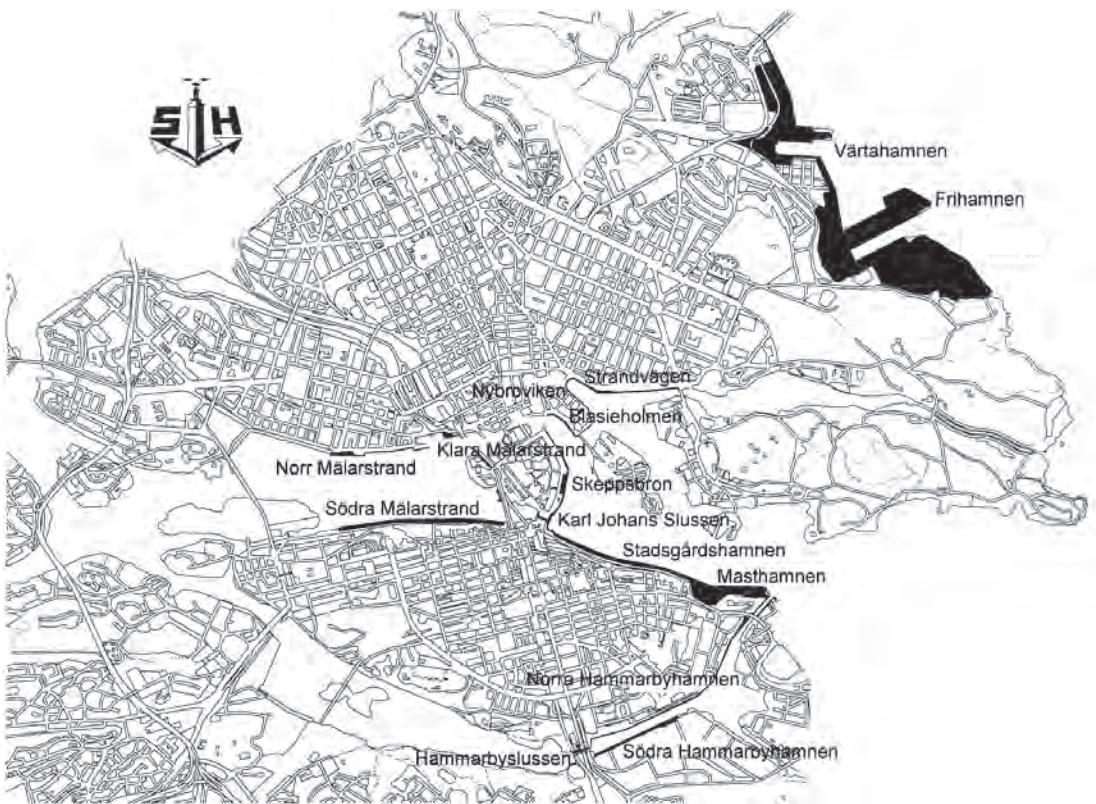 S H
Värtahamnen
Frihamnen
Strandvägen
Nybroviken
Blasieholmen
Klara Mälarstrand
Norr Mälarstrand
Skeppsbron
Södra Mälarstrand
Karl Johans Slussen
Stadsgårdshamnen
Masthamnen
Norra Hammarbyhamnen
Södra Hammarbyhamnen
Hammarbyslussen